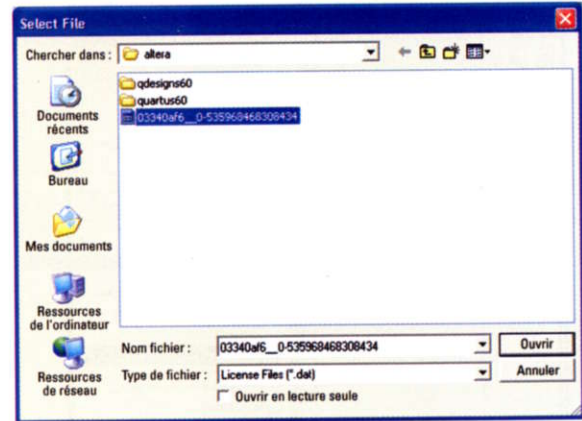 Select File
Chercher dans :
altera
qdesigns60
quartus60
03340af6__0-535968468308434
Documents
récents
Bureau
Mes documents
Ressources
de l'ordinateur
Ressources
de réseau
Nom fichier :
03340af6__0-535968468308434
Ouvrir
Type de fichier :
License Files (*.dat)
Annuler
Ouvrir en lecture seule